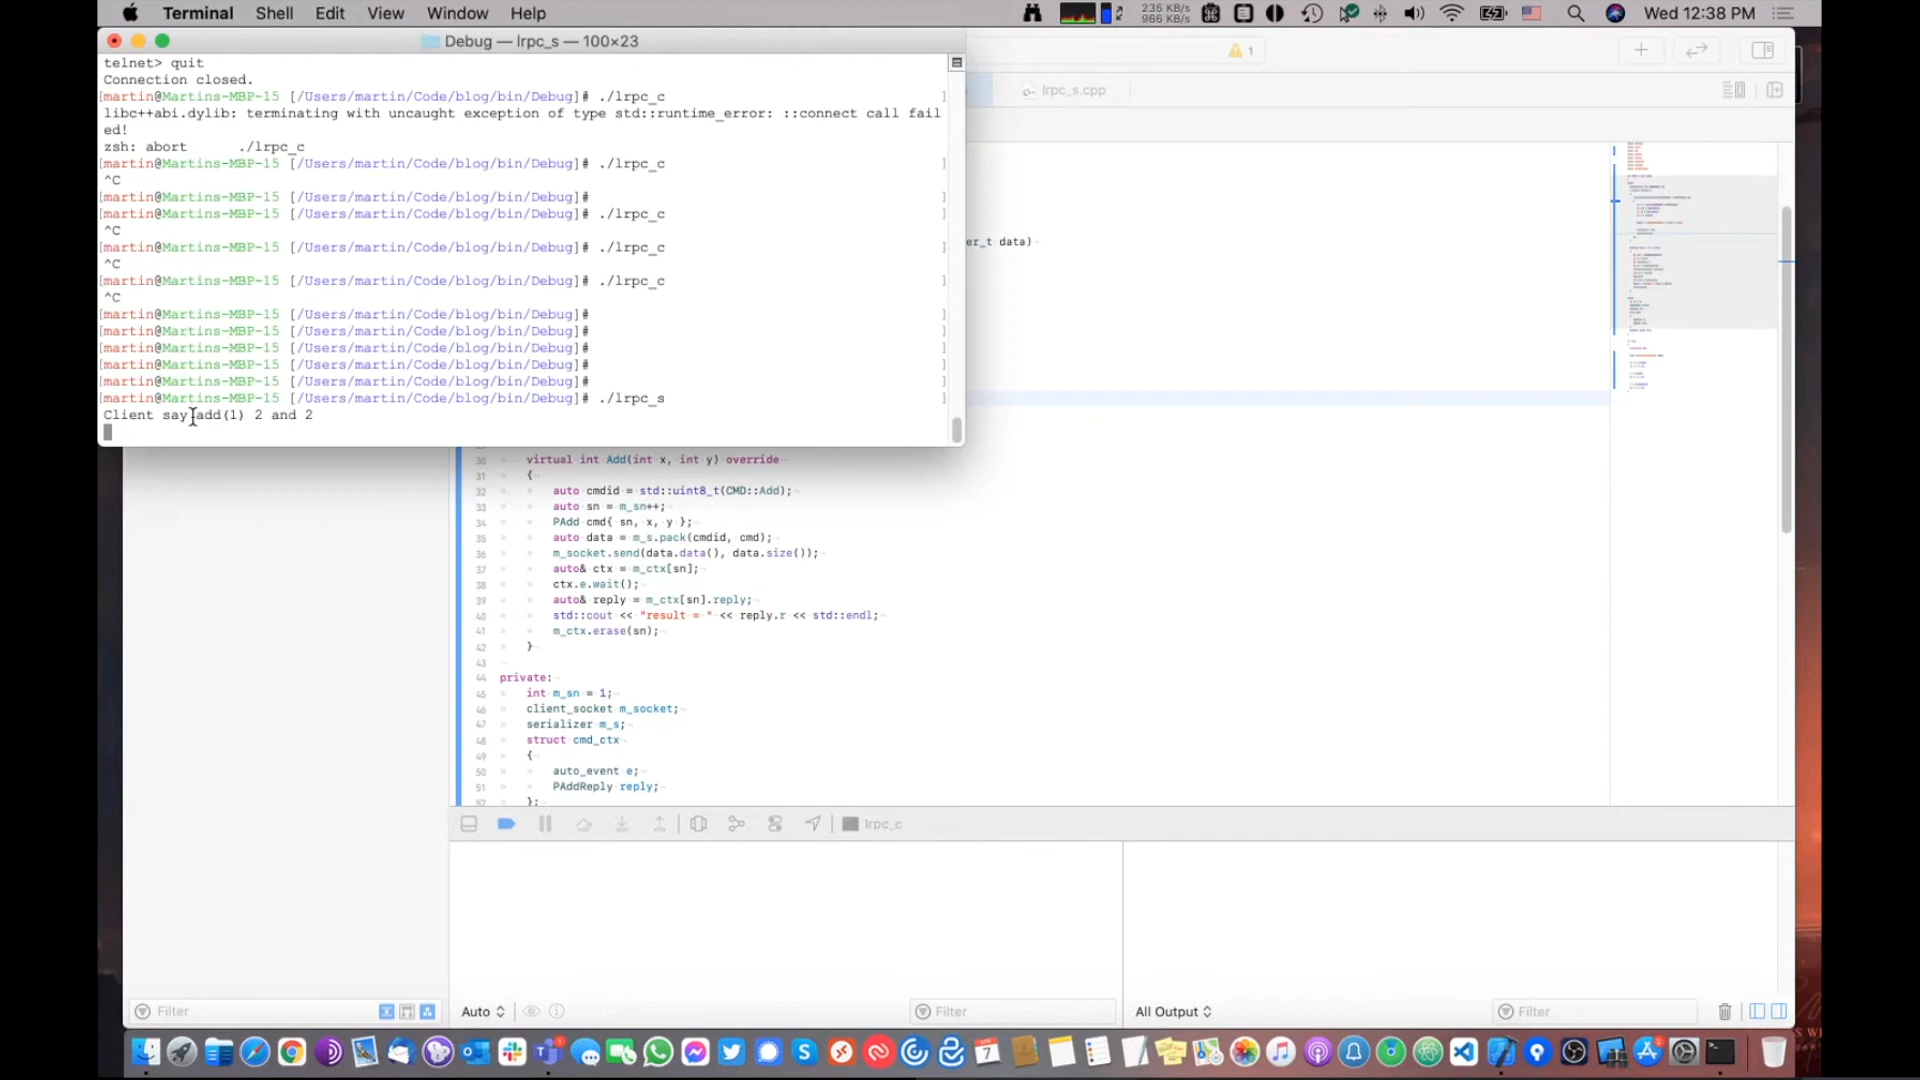 Terminal Shell Edit View Window Help 236 KB/s 966 KB/s Wed 12:38 PM
Debug — lrpc_s — 100×23
telnet> quit
Connection closed.
[martin@Martins-MBP-15 [/Users/martin/Code/blog/bin/Debug]# ./lrpc_c ]
libc++abi.dylib: terminating with uncaught exception of type std::runtime_error: ::connect call fail
ed!
zsh: abort ./lrpc_c
[martin@Martins-MBP-15 [/Users/martin/Code/blog/bin/Debug]# ./lrpc_c ]
^C
[martin@Martins-MBP-15 [/Users/martin/Code/blog/bin/Debug]# ]
[martin@Martins-MBP-15 [/Users/martin/Code/blog/bin/Debug]# ./lrpc_c ]
^C
[martin@Martins-MBP-15 [/Users/martin/Code/blog/bin/Debug]# ./lrpc_c ]
^C
[martin@Martins-MBP-15 [/Users/martin/Code/blog/bin/Debug]# ./lrpc_c ]
^C
[martin@Martins-MBP-15 [/Users/martin/Code/blog/bin/Debug]# ]
[martin@Martins-MBP-15 [/Users/martin/Code/blog/bin/Debug]# ]
[martin@Martins-MBP-15 [/Users/martin/Code/blog/bin/Debug]# ]
[martin@Martins-MBP-15 [/Users/martin/Code/blog/bin/Debug]# ]
[martin@Martins-MBP-15 [/Users/martin/Code/blog/bin/Debug]# ]
[martin@Martins-MBP-15 [/Users/martin/Code/blog/bin/Debug]# ./lrpc_s ]
Client say add(1) 2 and 2
1
lrpc_s.cpp
er_t data)
30 virtual int Add(int x, int y) override
31 {
32 auto cmdid = std::uint8_t(CMD::Add);
33 auto sn = m_sn++;
34 PAdd cmd{ sn, x, y };
35 auto data = m_s.pack(cmdid, cmd);
36 m_socket.send(data.data(), data.size());
37 auto& ctx = m_ctx[sn];
38 ctx.e.wait();
39 auto& reply = m_ctx[sn].reply;
40 std::cout << "result = " << reply.r << std::endl;
41 m_ctx.erase(sn);
42 }
43
44 private:
45 int m_sn = 1;
46 client_socket m_socket;
47 serializer m_s;
48 struct cmd_ctx
49 {
50 auto_event e;
51 PAddReply reply;
52 };
lrpc_c
Filter
Auto
Filter
All Output
Filter
7